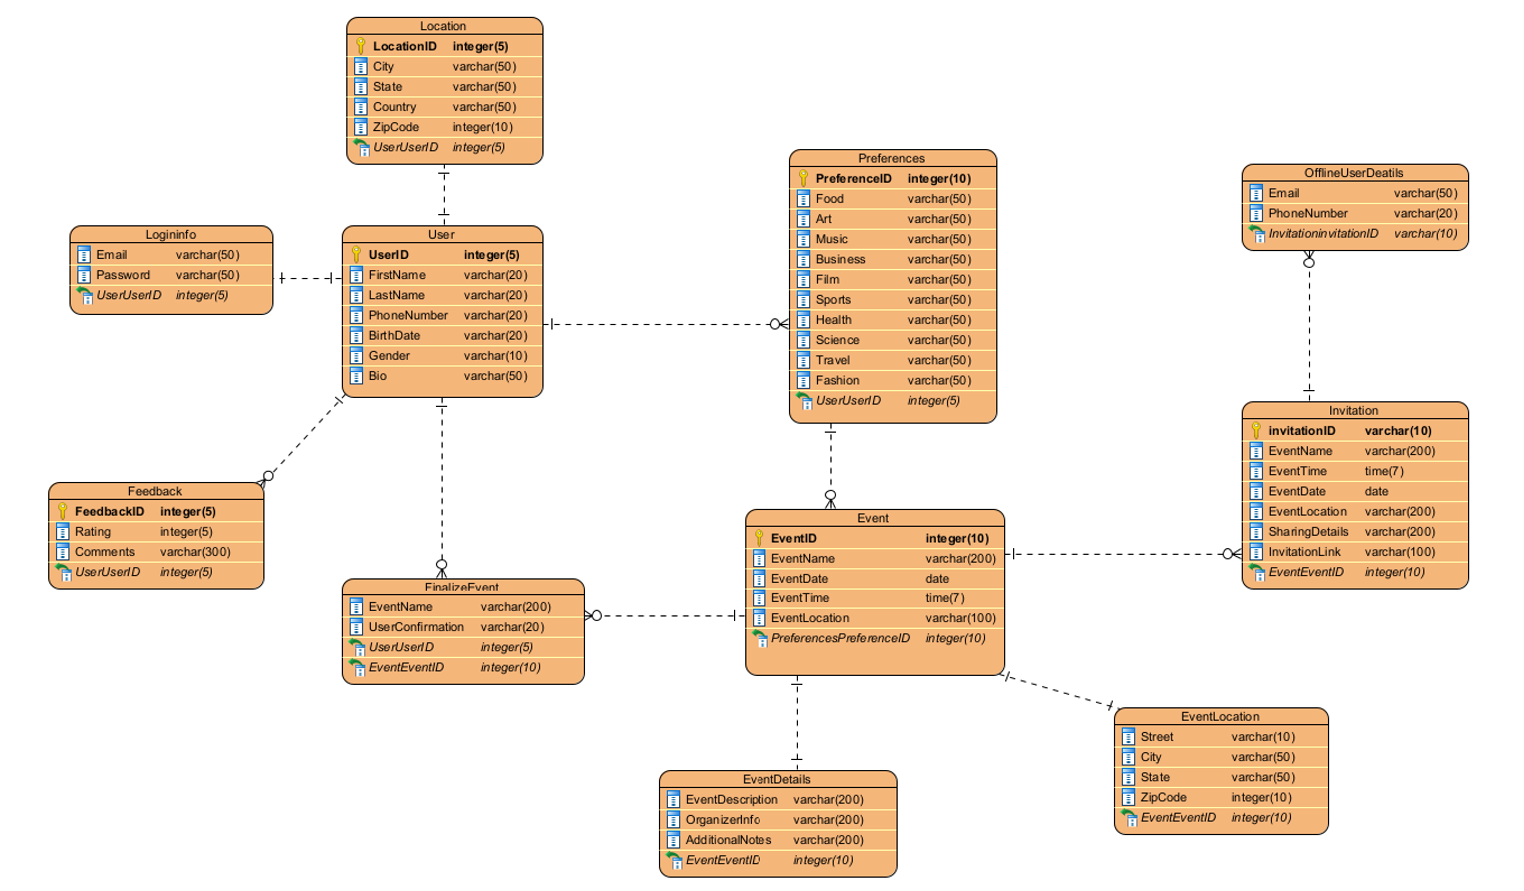 Location
LocationID integer(5)
City varchar(50)
State varchar(50)
Country varchar(50)
ZipCode integer(10)
UserUserID integer(5)
Preferences
PreferenceID integer(10)
Food varchar(50)
Art varchar(50)
Music varchar(50)
Business varchar(50)
Film varchar(50)
Sports varchar(50)
Health varchar(50)
Science varchar(50)
Travel varchar(50)
Fashion varchar(50)
UserUserID integer(5)
OfflineUserDeatils
Email varchar(50)
PhoneNumber varchar(20)
InvitationinvitationID varchar(10)
Logininfo
Email varchar(50)
Password varchar(50)
UserUserID integer(5)
User
UserID integer(5)
FirstName varchar(20)
LastName varchar(20)
PhoneNumber varchar(20)
BirthDate varchar(20)
Gender varchar(10)
Bio varchar(50)
Invitation
invitationID varchar(10)
EventName varchar(200)
EventTime time(7)
EventDate date
EventLocation varchar(200)
SharingDetails varchar(200)
InvitationLink varchar(100)
EventEventID integer(10)
Feedback
FeedbackID integer(5)
Rating integer(5)
Comments varchar(300)
UserUserID integer(5)
Event
EventID integer(10)
EventName varchar(200)
EventDate date
EventTime time(7)
EventLocation varchar(100)
PreferencesPreferenceID integer(10)
FinalizeEvent
EventName varchar(200)
UserConfirmation varchar(20)
UserUserID integer(5)
EventEventID integer(10)
EventLocation
Street varchar(10)
City varchar(50)
State varchar(50)
ZipCode integer(10)
EventEventID integer(10)
EventDetails
EventDescription varchar(200)
OrganizerInfo varchar(200)
AdditionalNotes varchar(200)
EventEventID integer(10)